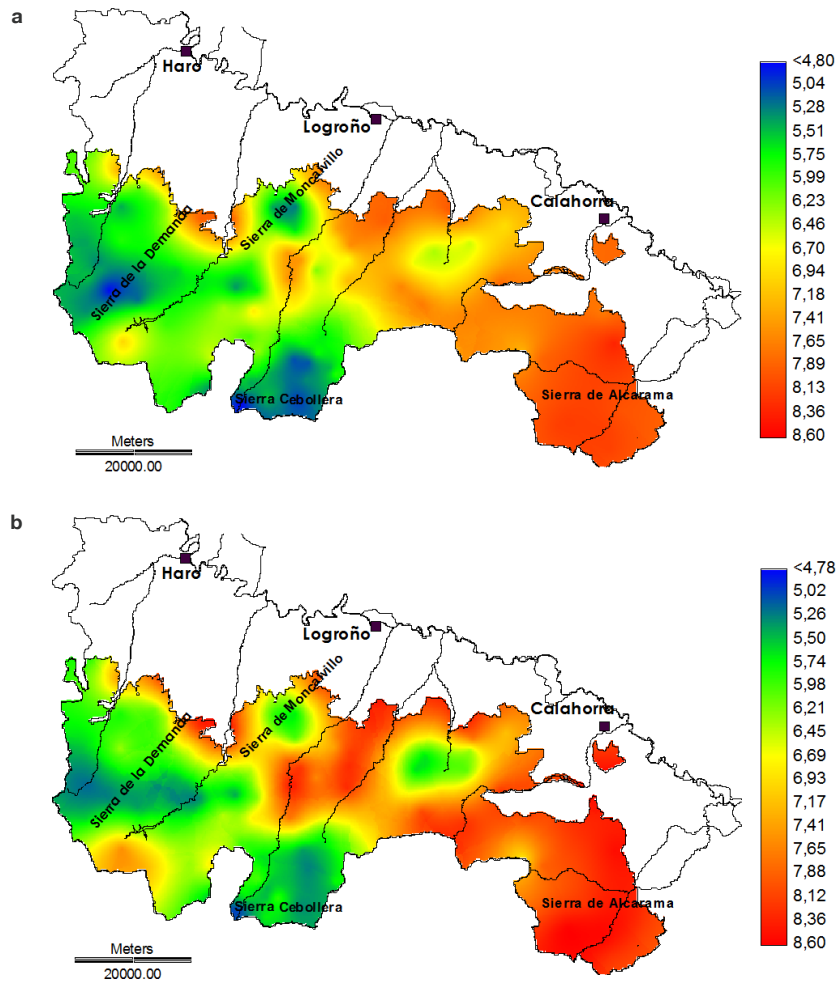 a
Haro
Logroño
Calahorra
Sierra de Moncalvillo
Sierra de la Demanda
Sierra Cebollera
Sierra de Alcarama
Meters
20000.00
<4,80
5,04
5,28
5,51
5,75
5,99
6,23
6,46
6,70
6,94
7,18
7,41
7,65
7,89
8,13
8,36
8,60
b
Haro
Logroño
Calahorra
Sierra de Moncalvillo
Sierra de la Demanda
Sierra Cebollera
Sierra de Alcarama
Meters
20000.00
<4,78
5,02
5,26
5,50
5,74
5,98
6,21
6,45
6,69
6,93
7,17
7,41
7,65
7,88
8,12
8,36
8,60